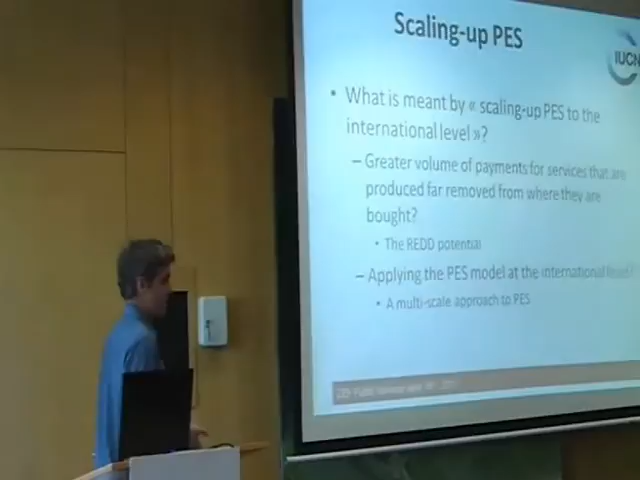 Scaling-up PES
IUCN
• What is meant by « scaling-up PES to the
international level »?
– Greater volume of payments for services that are
produced far removed from where they are
bought?
• The REDD potential
– Applying the PES model at the international
• A multi-scale approach to PES